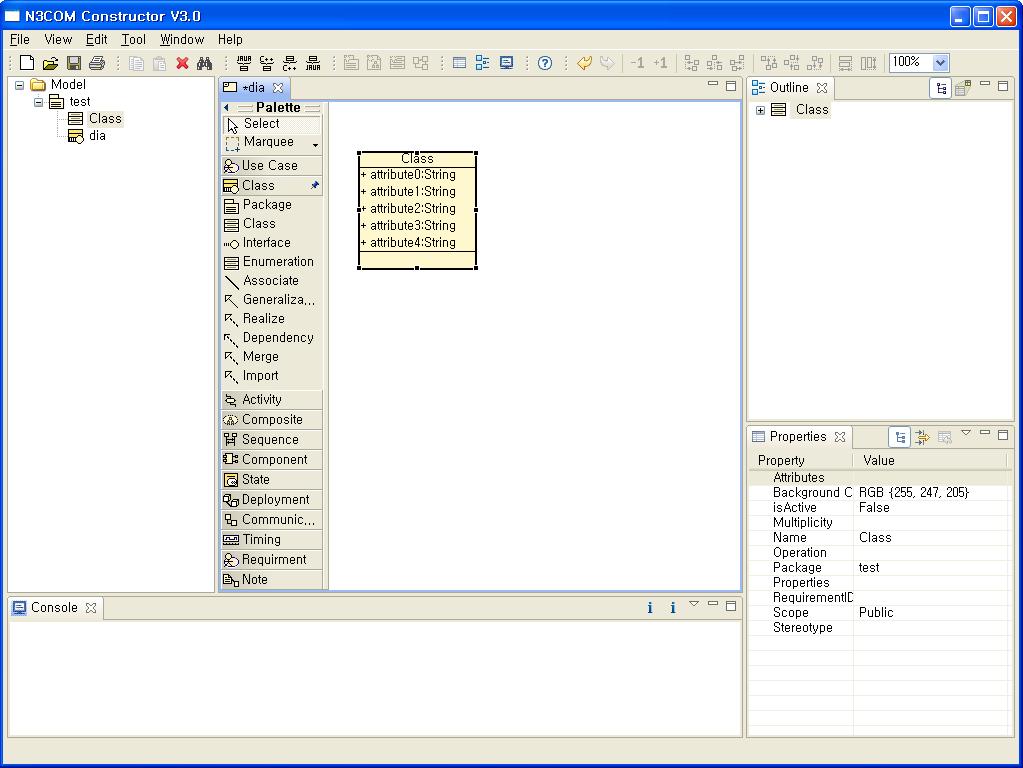 N3COM Constructor V3.0
File View Edit Tool Window Help
-1 +1 100%
Model
test
Class
dia
*dia
Palette
Select
Marquee
Use Case
Class
Package
Class
Interface
Enumeration
Associate
Generaliza...
Realize
Dependency
Merge
Import
Activity
Composite
Sequence
Component
State
Deployment
Communic...
Timing
Requirment
Note
Class
+ attribute0:String
+ attribute1:String
+ attribute2:String
+ attribute3:String
+ attribute4:String
Outline
Class
Properties
Property Value
Attributes
Background C RGB {255, 247, 205}
isActive False
Multiplicity
Name Class
Operation
Package test
Properties
RequirementID
Scope Public
Stereotype
Console